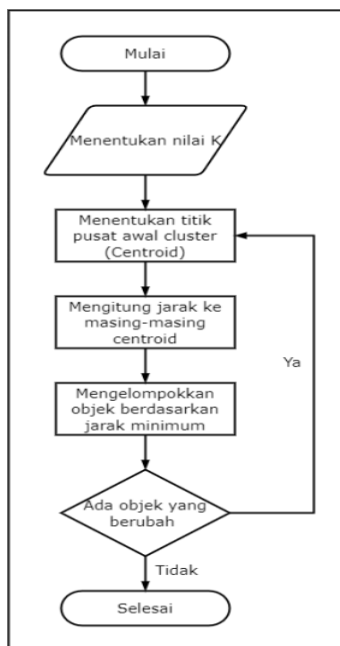 Mulai
Menentukan nilai K
Menentukan titik
pusat awal cluster
(Centroid)
Mengitung jarak ke
masing-masing
centroid
Mengelompokkan
objek berdasarkan
jarak minimum
Ya
Ada objek yang
berubah
Tidak
Selesai